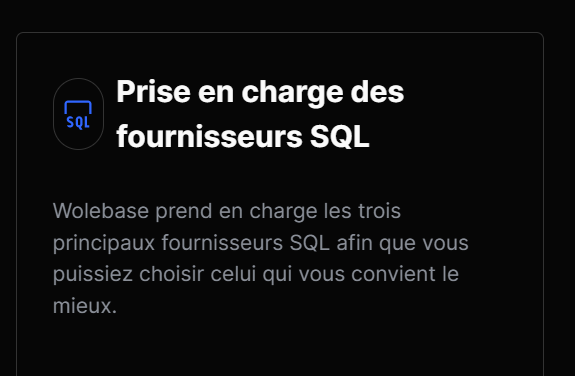 SQL
Prise en charge des
fournisseurs SQL
Wolebase prend en charge les trois
principaux fournisseurs SQL afin que vous
puissiez choisir celui qui vous convient le
mieux.